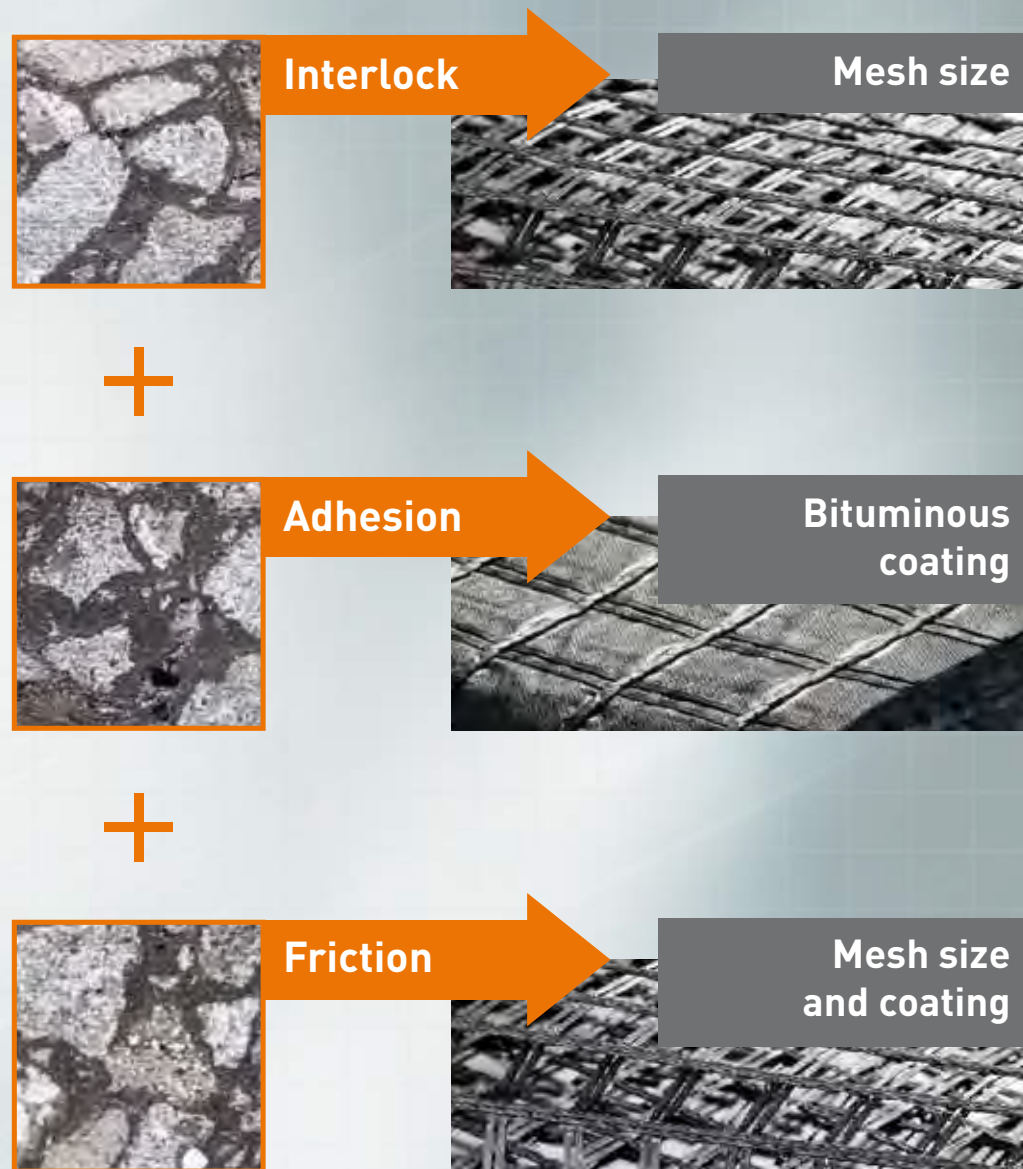 Interlock
Mesh size
Adhesion
Bituminous
coating
Friction
Mesh size
and coating